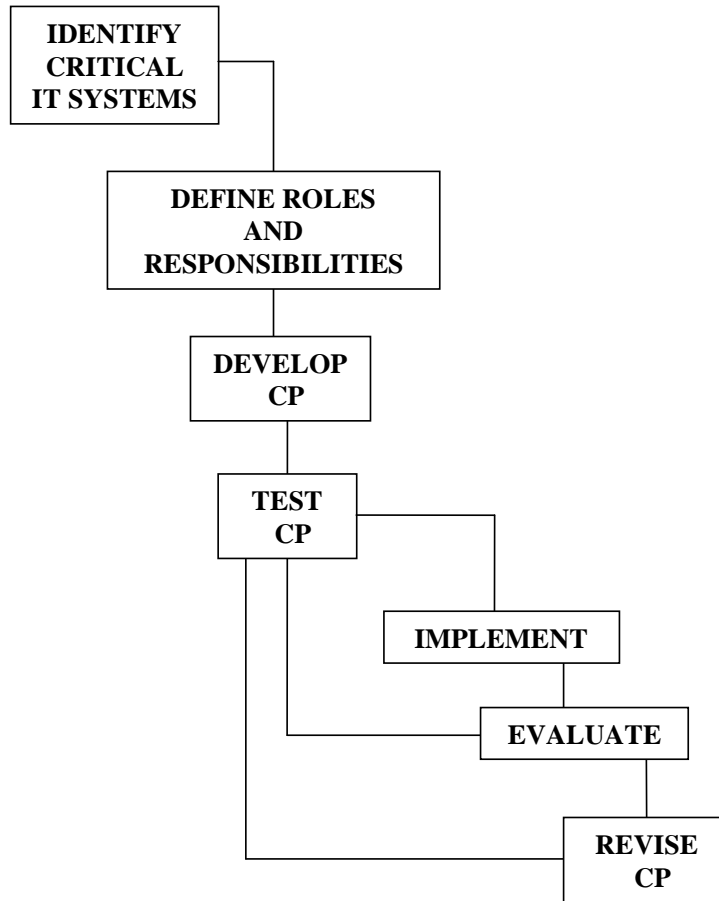 IDENTIFY
CRITICAL
IT SYSTEMS
DEFINE ROLES
AND
RESPONSIBILITIES
DEVELOP
CP
TEST
CP
IMPLEMENT
EVALUATE
REVISE
CP